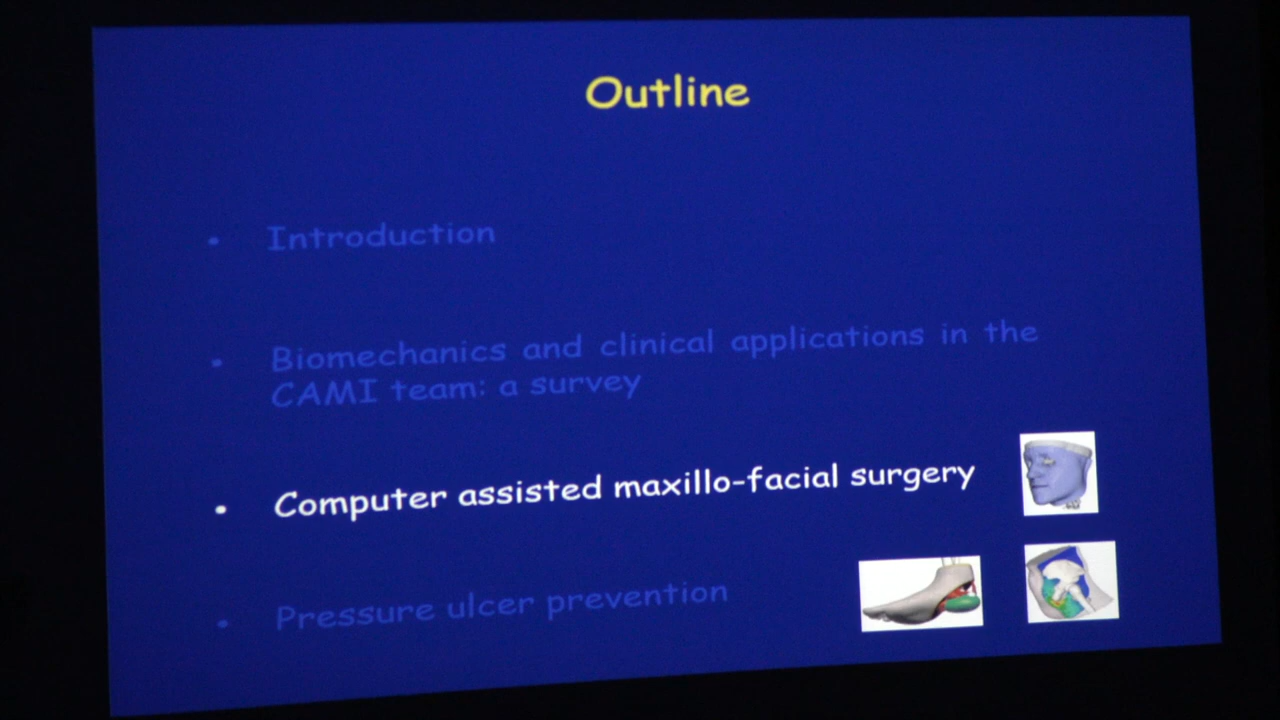 Outline
• Introduction
• Biomechanics and clinical applications in the
CAMI team: a survey
• Computer assisted maxillo-facial surgery
• Pressure ulcer prevention